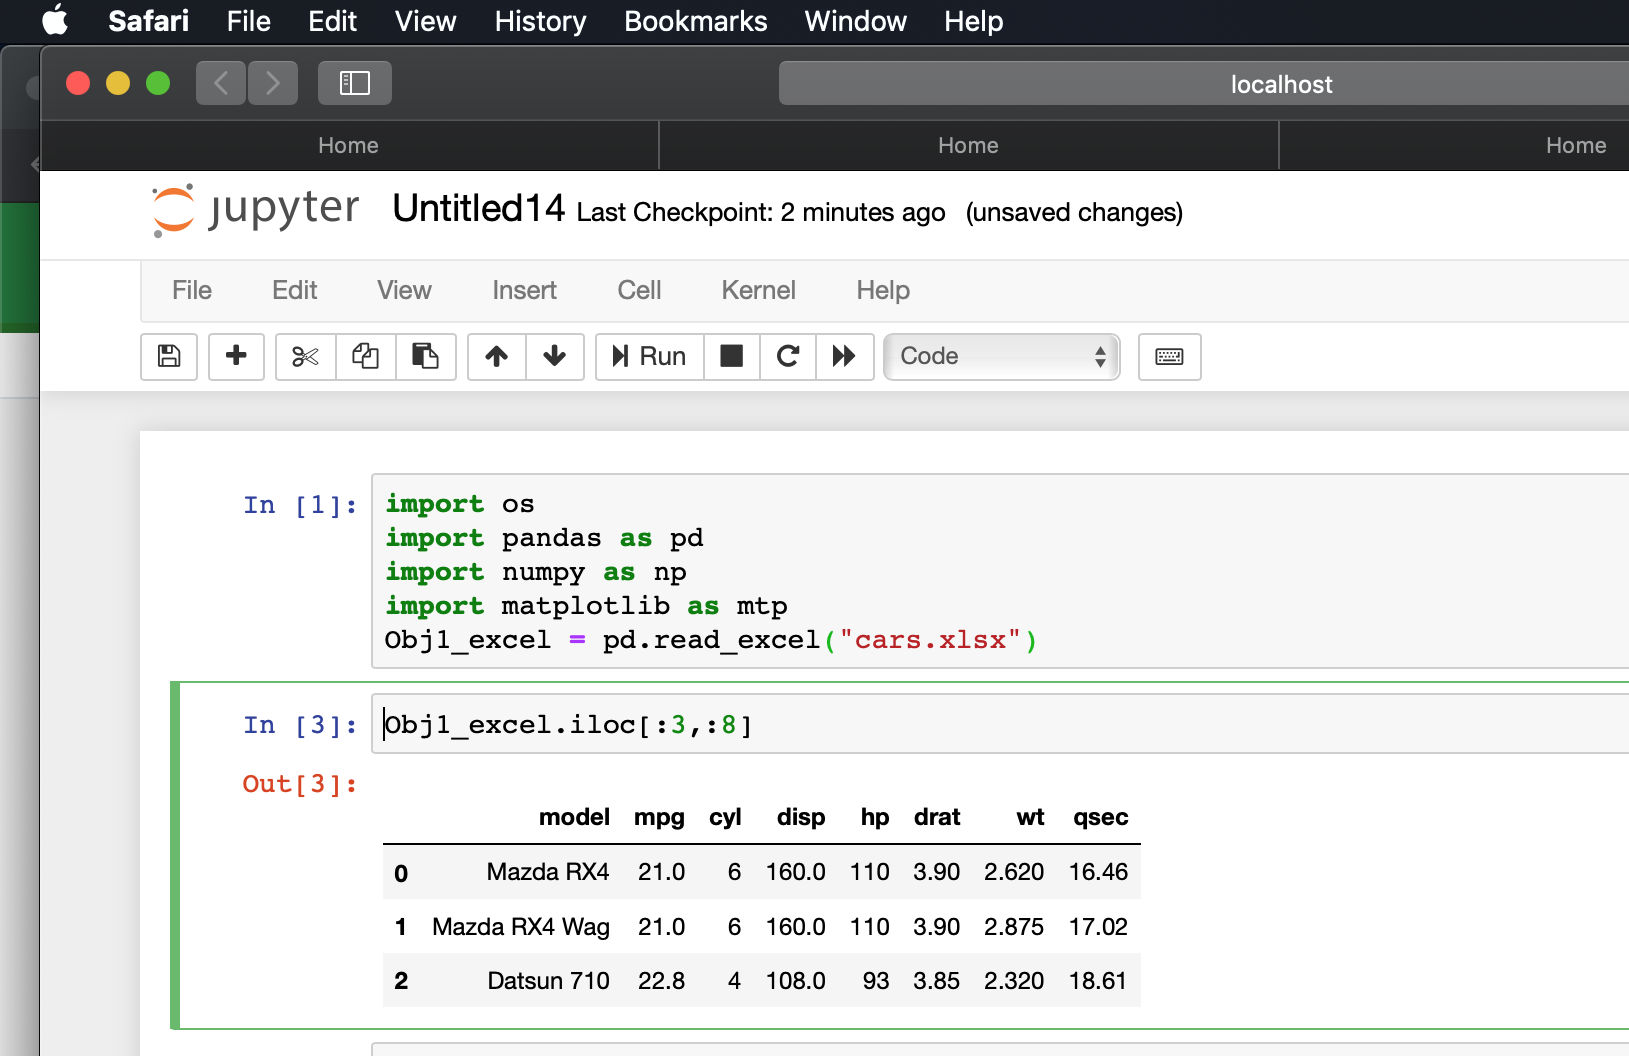 Safari File Edit View History Bookmarks Window Help
localhost
Home Home Home
jupyter Untitled14 Last Checkpoint: 2 minutes ago (unsaved changes)
File Edit View Insert Cell Kernel Help
Run Code
In [1]: import os
import pandas as pd
import numpy as np
import matplotlib as mtp
Obj1_excel = pd.read_excel("cars.xlsx")
In [3]: Obj1_excel.iloc[:3,:8]
Out[3]:
model mpg cyl disp hp drat wt qsec
0 Mazda RX4 21.0 6 160.0 110 3.90 2.620 16.46
1 Mazda RX4 Wag 21.0 6 160.0 110 3.90 2.875 17.02
2 Datsun 710 22.8 4 108.0 93 3.85 2.320 18.61